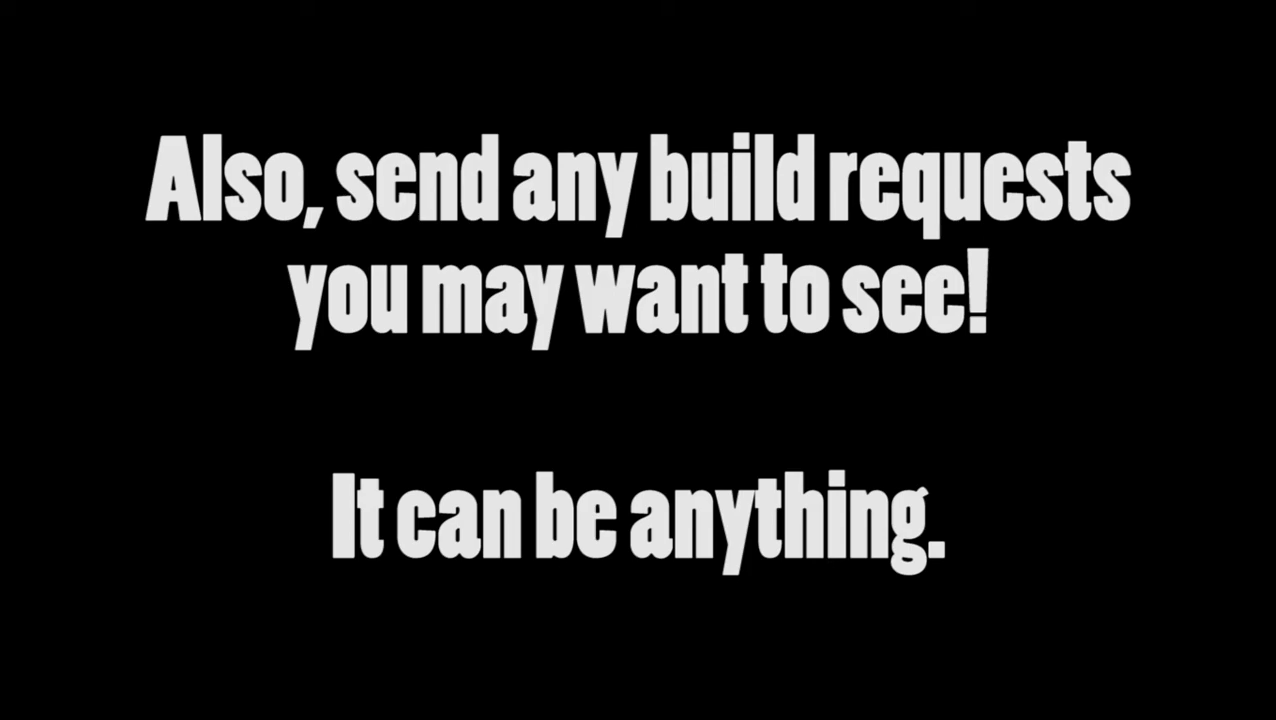 Also, send any build requests
you may want to see!
It can be anything.